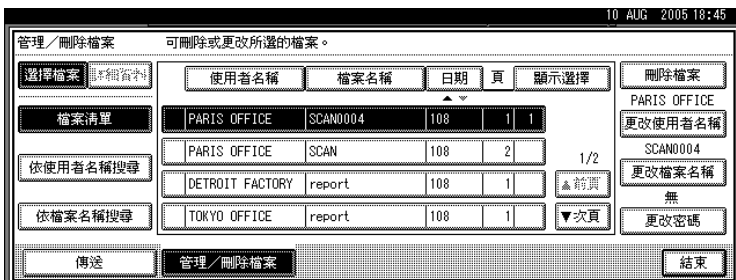 10 AUG 2005 18:45
管理／刪除檔案 可刪除或更改所選的檔案。
選擇檔案 詳細資料 使用者名稱 檔案名稱 日期 頁 顯示選擇 刪除檔案
PARIS OFFICE
檔案清單 PARIS OFFICE SCAN0004 108 1 1 更改使用者名稱
PARIS OFFICE SCAN 108 2 1/2 SCAN0004
依使用者名稱搜尋 更改檔案名稱
DETROIT FACTORY report 108 1 ▲前頁 無
依檔案名稱搜尋 TOKYO OFFICE report 108 1 ▼次頁 更改密碼
傳送 管理／刪除檔案 結束